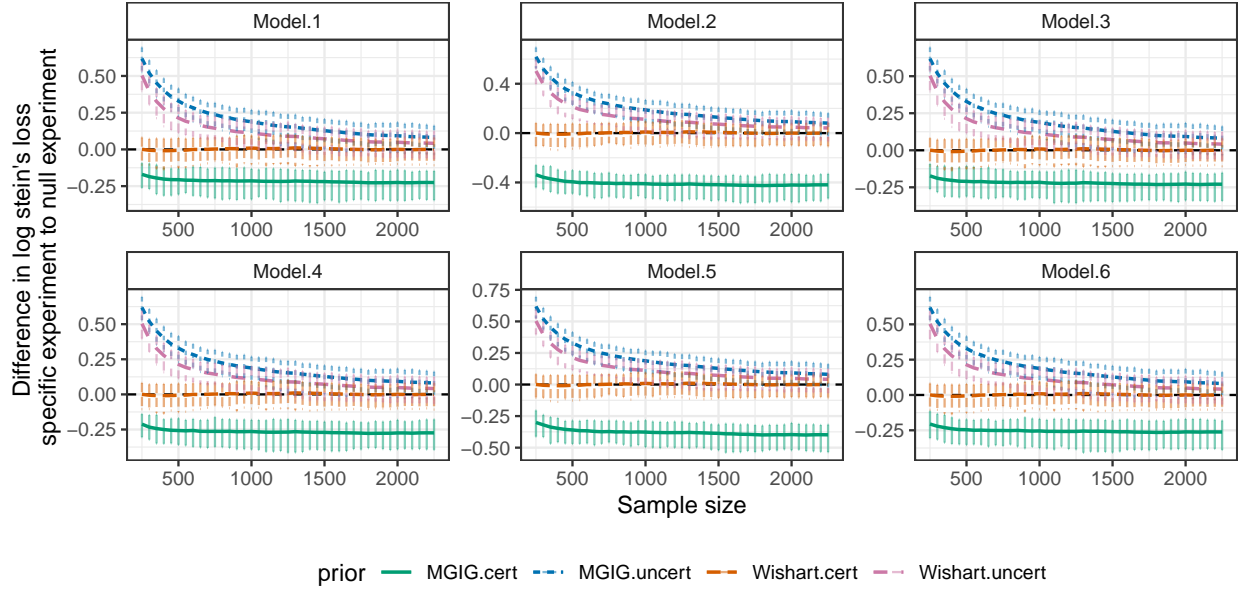 Model.1
Model.2
Model.3
0.50
0.25
0.00
−0.25
0.4
0.0
−0.4
0.50
0.25
0.00
−0.25
500 1000 1500 2000
500 1000 1500 2000
500 1000 1500 2000
Difference in log stein's loss
specific experiment to null experiment
Model.4
Model.5
Model.6
0.50
0.25
0.00
−0.25
0.75
0.50
0.25
0.00
−0.25
−0.50
0.50
0.25
0.00
−0.25
500 1000 1500 2000
500 1000 1500 2000
500 1000 1500 2000
Sample size
prior MGIG.cert MGIG.uncert Wishart.cert Wishart.uncert